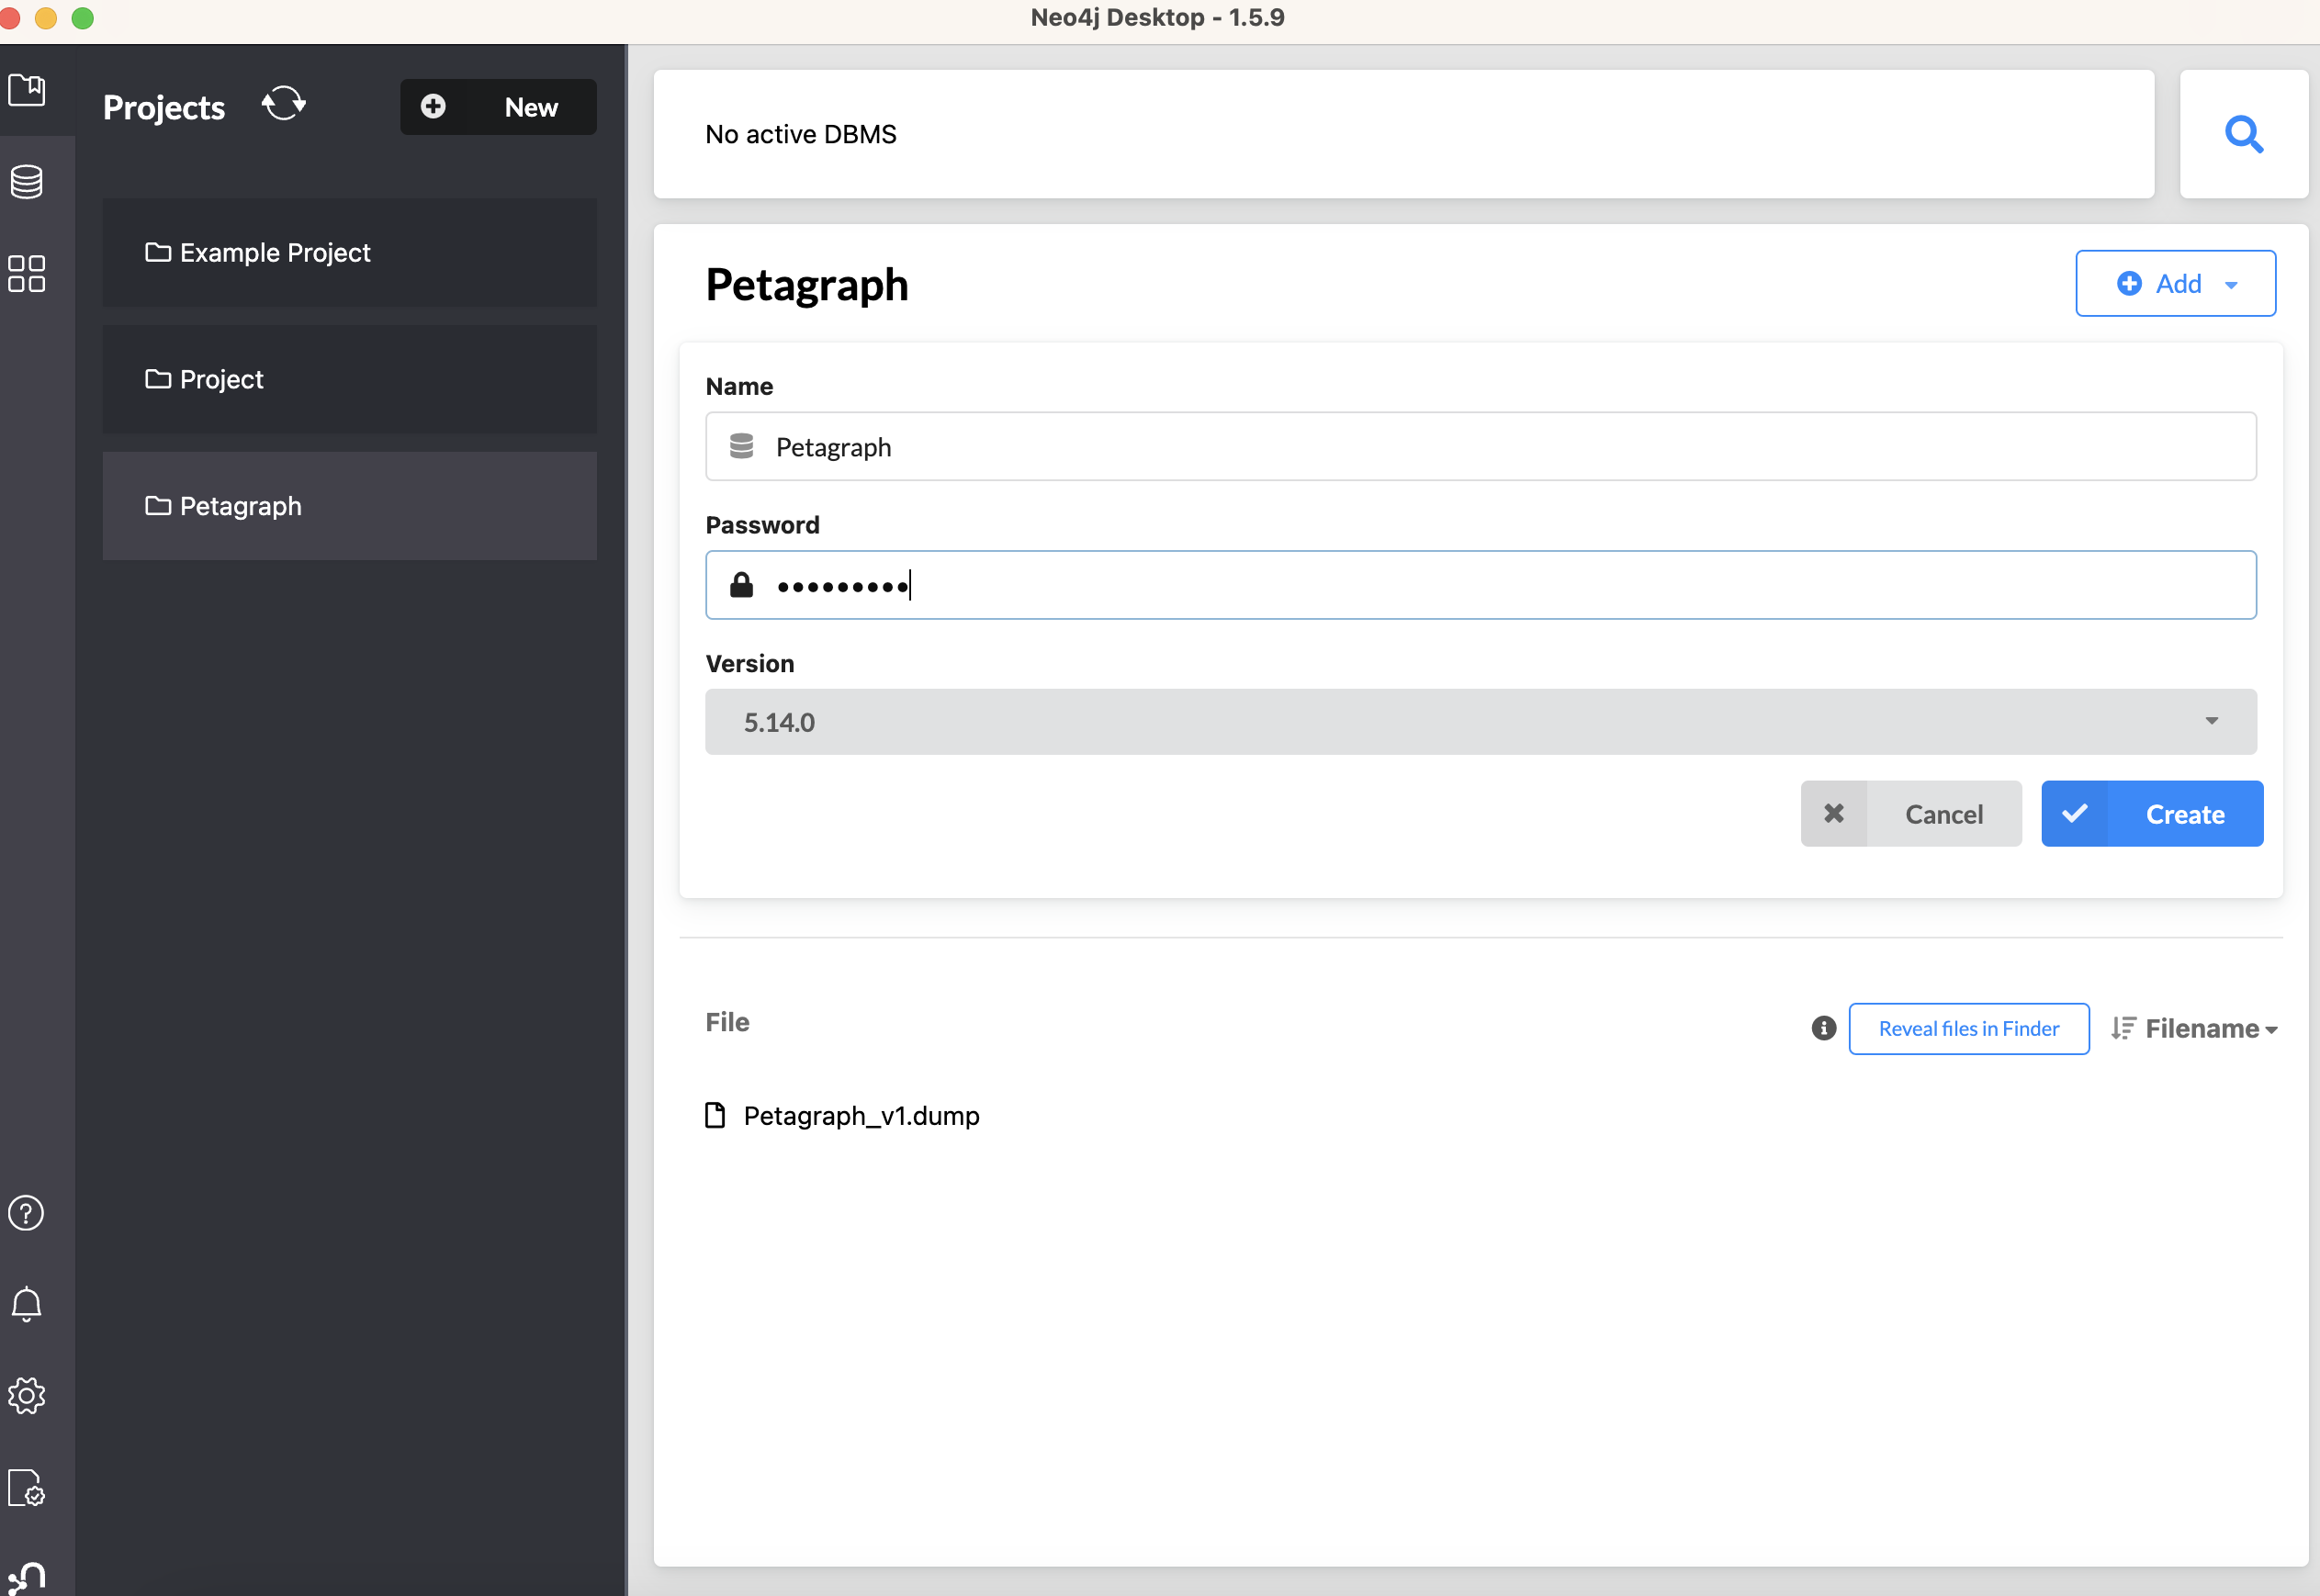 Neo4j Desktop - 1.5.9
Projects
New
Example Project
Project
Petagraph
No active DBMS
Petagraph
Add
Name
Petagraph
Password
•••••••••
Version
5.14.0
Cancel
Create
File
Reveal files in Finder
Filename
Petagraph_v1.dump